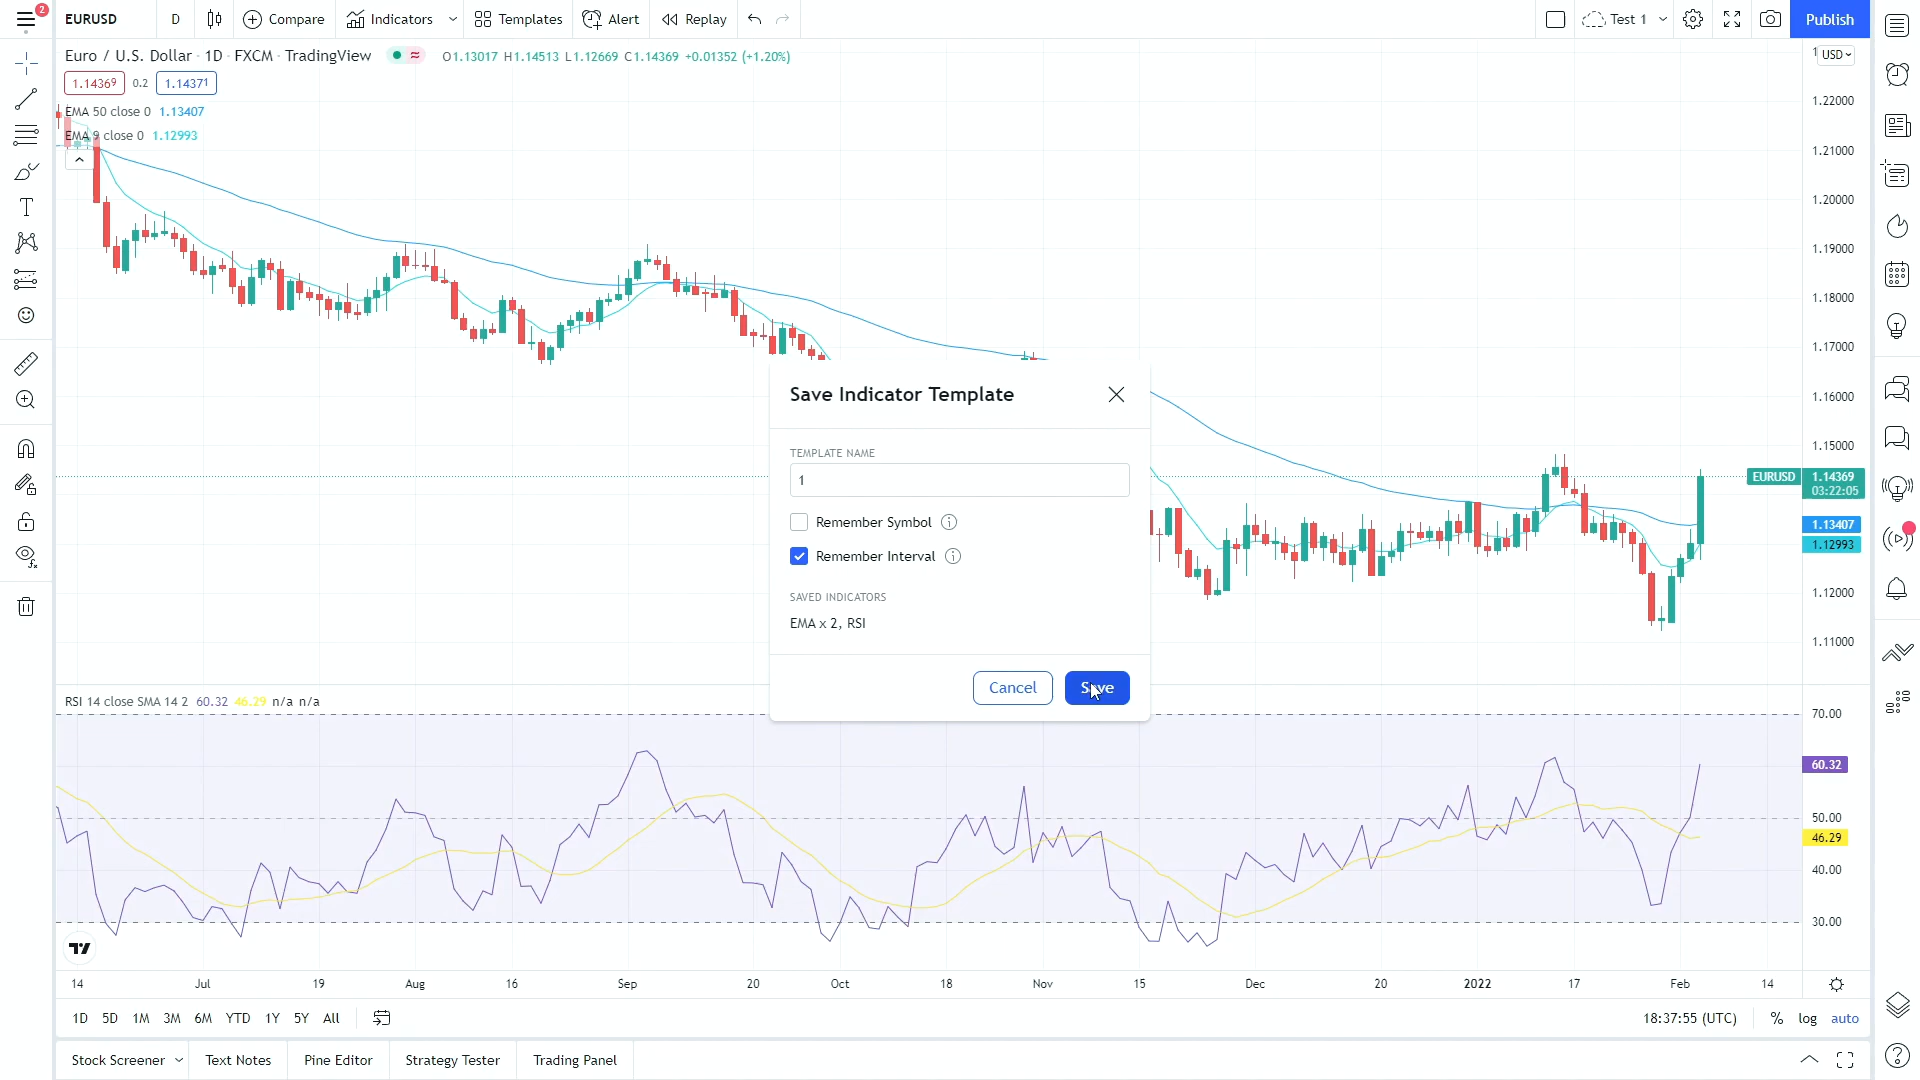 2
EURUSD
D
Compare
Indicators
Templates
Alert
Replay
Test 1
Publish
Euro / U.S. Dollar · 1D · FXCM · TradingView
O1.13017 H1.14513 L1.12669 C1.14369 +0.01352 (+1.20%)
USD
1.14369
0.2
1.14371
EMA 50 close 0 1.13407
EMA 9 close 0 1.12993
1.22000
1.21000
1.20000
1.19000
1.18000
1.17000
1.16000
1.15000
EURUSD 1.14369
03:22:05
1.13407
1.12993
1.12000
1.11000
Save Indicator Template
TEMPLATE NAME
1
Remember Symbol
Remember Interval
SAVED INDICATORS
EMA x 2, RSI
Cancel
Save
RSI 14 close SMA 14 2 60.32 46.29 n/a n/a
70.00
60.32
50.00
46.29
40.00
30.00
14 Jul 19 Aug 16 Sep 20 Oct 18 Nov 15 Dec 20 2022 17 Feb 14
1D 5D 1M 3M 6M YTD 1Y 5Y All
18:37:55 (UTC)
% log auto
Stock Screener
Text Notes
Pine Editor
Strategy Tester
Trading Panel